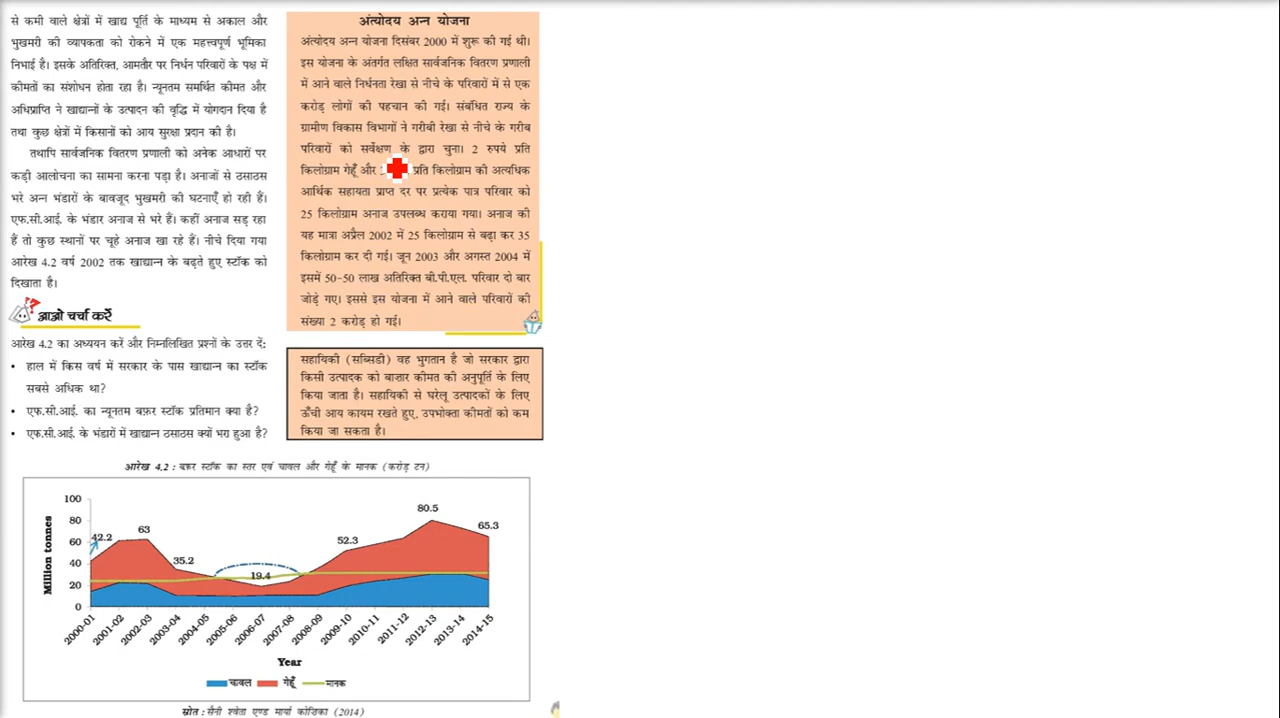 से कमी वाले क्षेत्रों में खाद्य पूर्ति के माध्यम से अकाल और
भुखमरी की व्यापकता को रोकने में एक महत्त्वपूर्ण भूमिका
निभाई है। इसके अतिरिक्त, आमतौर पर निर्धन परिवारों के पक्ष में
कीमतों का संशोधन होता रहा है। न्यूनतम समर्थित कीमत और
अधिप्राप्ति ने खाद्यान्नों के उत्पादन की वृद्धि में योगदान दिया है
तथा कुछ क्षेत्रों में किसानों को आय सुरक्षा प्रदान की है।
तथापि सार्वजनिक वितरण प्रणाली को अनेक आधारों पर
कड़ी आलोचना का सामना करना पड़ा है। अनाजों से ठसाठस
भरे अन्न भंडारों के बावजूद भुखमरी की घटनाएँ हो रही हैं।
एफ.सी.आई. के भंडार अनाज से भरे हैं। कहीं अनाज सड़ रहा
है तो कुछ स्थानों पर चूहे अनाज खा रहे हैं। नीचे दिया गया
आरेख 4.2 वर्ष 2002 तक खाद्यान्न के बढ़ते हुए स्टॉक को
दिखाता है।
आओ चर्चा करें
आरेख 4.2 का अध्ययन करें और निम्नलिखित प्रश्नों के उत्तर दें:
• हाल में किस वर्ष में सरकार के पास खाद्यान्न का स्टॉक
सबसे अधिक था?
• एफ.सी.आई. का न्यूनतम बफ़र स्टॉक प्रतिमान क्या है?
• एफ.सी.आई. के भंडारों में खाद्यान्न ठसाठस क्यों भरा हुआ है?
अंत्योदय अन्न योजना
अंत्योदय अन्न योजना दिसंबर 2000 में शुरू की गई थी।
इस योजना के अंतर्गत लक्षित सार्वजनिक वितरण प्रणाली
में आने वाले निर्धनता रेखा से नीचे के परिवारों में से एक
करोड़ लोगों की पहचान की गई। संबंधित राज्य के
ग्रामीण विकास विभागों ने गरीबी रेखा से नीचे के गरीब
परिवारों को सर्वेक्षण के द्वारा चुना। 2 रुपये प्रति
किलोग्राम गेहूँ और प्रति किलोग्राम की अत्यधिक
आर्थिक सहायता प्राप्त दर पर प्रत्येक पात्र परिवार को
25 किलोग्राम अनाज उपलब्ध कराया गया। अनाज की
यह मात्रा अप्रैल 2002 में 25 किलोग्राम से बढ़ा कर 35
किलोग्राम कर दी गई। जून 2003 और अगस्त 2004 में
इसमें 50-50 लाख अतिरिक्त बी.पी.एल. परिवार दो बार
जोड़े गए। इससे इस योजना में आने वाले परिवारों की
संख्या 2 करोड़ हो गई।
सहायिकी (सब्सिडी) वह भुगतान है जो सरकार द्वारा
किसी उत्पादक को बाज़ार कीमत की अनुपूर्ति के लिए
किया जाता है। सहायिकी से घरेलू उत्पादकों के लिए
ऊँची आय कायम रखते हुए, उपभोक्ता कीमतों को कम
किया जा सकता है।
आरेख 4.2 : बफ़र स्टॉक का स्तर एवं चावल और गेहूँ के मानक (करोड़ टन)
Million tonnes
100
80
60
40
20
0
42.2
63
35.2
19.4
52.3
80.5
65.3
2000-01
2001-02
2002-03
2003-04
2004-05
2005-06
2006-07
2007-08
2008-09
2009-10
2010-11
2011-12
2012-13
2013-14
2014-15
Year
चावल गेहूँ मानक
स्रोत : सैनी श्वेता एण्ड मार्या कोज़िका (2014)